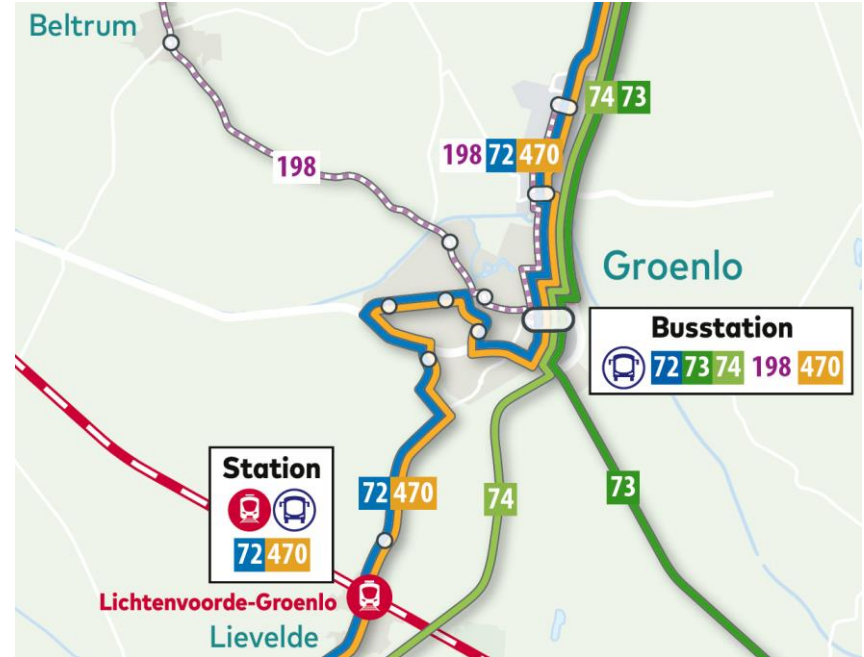 Beltrum
74 73
198 72 470
198
Groenlo
Busstation
72 73 74 198 470
Station
72 470
72 470
74
73
Lichtenvoorde-Groenlo
Lievelde